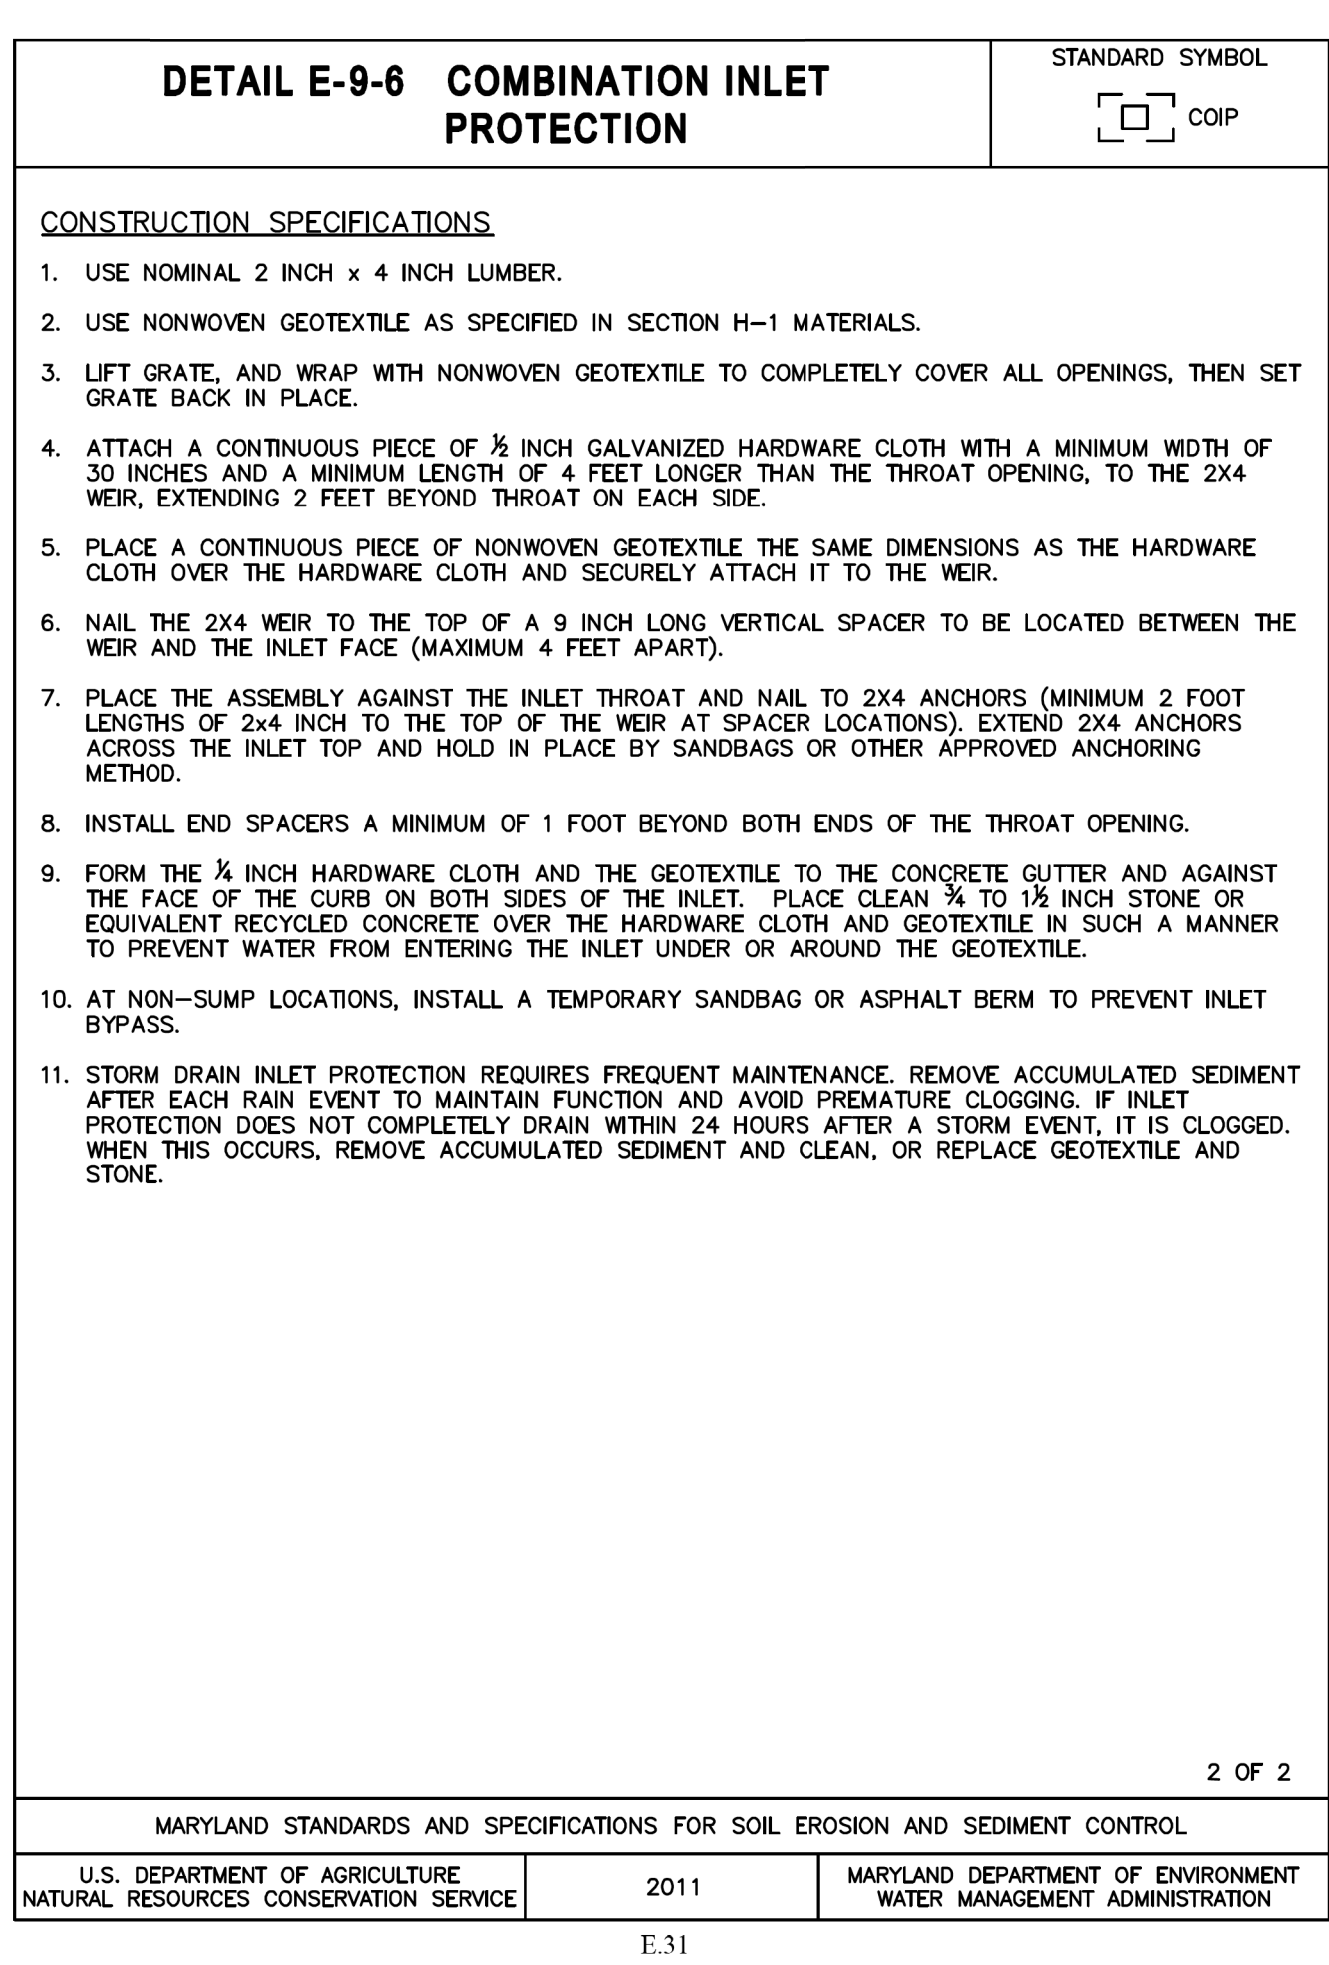 DETAIL E-9-6 COMBINATION INLET
PROTECTION
STANDARD SYMBOL
COIP
CONSTRUCTION SPECIFICATIONS
1. USE NOMINAL 2 INCH x 4 INCH LUMBER.
2. USE NONWOVEN GEOTEXTILE AS SPECIFIED IN SECTION H-1 MATERIALS.
3. LIFT GRATE, AND WRAP WITH NONWOVEN GEOTEXTILE TO COMPLETELY COVER ALL OPENINGS, THEN SET
GRATE BACK IN PLACE.
4. ATTACH A CONTINUOUS PIECE OF ½ INCH GALVANIZED HARDWARE CLOTH WITH A MINIMUM WIDTH OF
30 INCHES AND A MINIMUM LENGTH OF 4 FEET LONGER THAN THE THROAT OPENING, TO THE 2X4
WEIR, EXTENDING 2 FEET BEYOND THROAT ON EACH SIDE.
5. PLACE A CONTINUOUS PIECE OF NONWOVEN GEOTEXTILE THE SAME DIMENSIONS AS THE HARDWARE
CLOTH OVER THE HARDWARE CLOTH AND SECURELY ATTACH IT TO THE WEIR.
6. NAIL THE 2X4 WEIR TO THE TOP OF A 9 INCH LONG VERTICAL SPACER TO BE LOCATED BETWEEN THE
WEIR AND THE INLET FACE (MAXIMUM 4 FEET APART).
7. PLACE THE ASSEMBLY AGAINST THE INLET THROAT AND NAIL TO 2X4 ANCHORS (MINIMUM 2 FOOT
LENGTHS OF 2x4 INCH TO THE TOP OF THE WEIR AT SPACER LOCATIONS). EXTEND 2X4 ANCHORS
ACROSS THE INLET TOP AND HOLD IN PLACE BY SANDBAGS OR OTHER APPROVED ANCHORING
METHOD.
8. INSTALL END SPACERS A MINIMUM OF 1 FOOT BEYOND BOTH ENDS OF THE THROAT OPENING.
9. FORM THE ¼ INCH HARDWARE CLOTH AND THE GEOTEXTILE TO THE CONCRETE GUTTER AND AGAINST
THE FACE OF THE CURB ON BOTH SIDES OF THE INLET. PLACE CLEAN ¾ TO 1½ INCH STONE OR
EQUIVALENT RECYCLED CONCRETE OVER THE HARDWARE CLOTH AND GEOTEXTILE IN SUCH A MANNER
TO PREVENT WATER FROM ENTERING THE INLET UNDER OR AROUND THE GEOTEXTILE.
10. AT NON-SUMP LOCATIONS, INSTALL A TEMPORARY SANDBAG OR ASPHALT BERM TO PREVENT INLET
BYPASS.
11. STORM DRAIN INLET PROTECTION REQUIRES FREQUENT MAINTENANCE. REMOVE ACCUMULATED SEDIMENT
AFTER EACH RAIN EVENT TO MAINTAIN FUNCTION AND AVOID PREMATURE CLOGGING. IF INLET
PROTECTION DOES NOT COMPLETELY DRAIN WITHIN 24 HOURS AFTER A STORM EVENT, IT IS CLOGGED.
WHEN THIS OCCURS, REMOVE ACCUMULATED SEDIMENT AND CLEAN, OR REPLACE GEOTEXTILE AND
STONE.
2 OF 2
MARYLAND STANDARDS AND SPECIFICATIONS FOR SOIL EROSION AND SEDIMENT CONTROL
U.S. DEPARTMENT OF AGRICULTURE
NATURAL RESOURCES CONSERVATION SERVICE
2011
MARYLAND DEPARTMENT OF ENVIRONMENT
WATER MANAGEMENT ADMINISTRATION
E.31